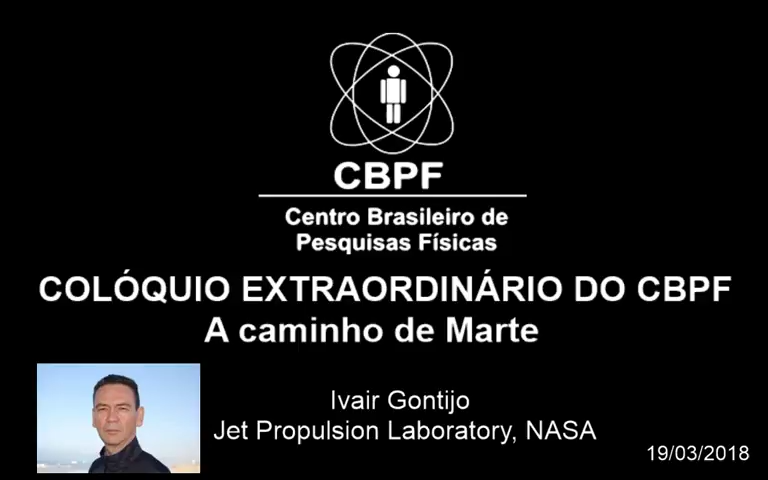 CBPF
Centro Brasileiro de
Pesquisas Físicas
COLÓQUIO EXTRAORDINÁRIO DO CBPF
A caminho de Marte
Ivair Gontijo
Jet Propulsion Laboratory, NASA
19/03/2018